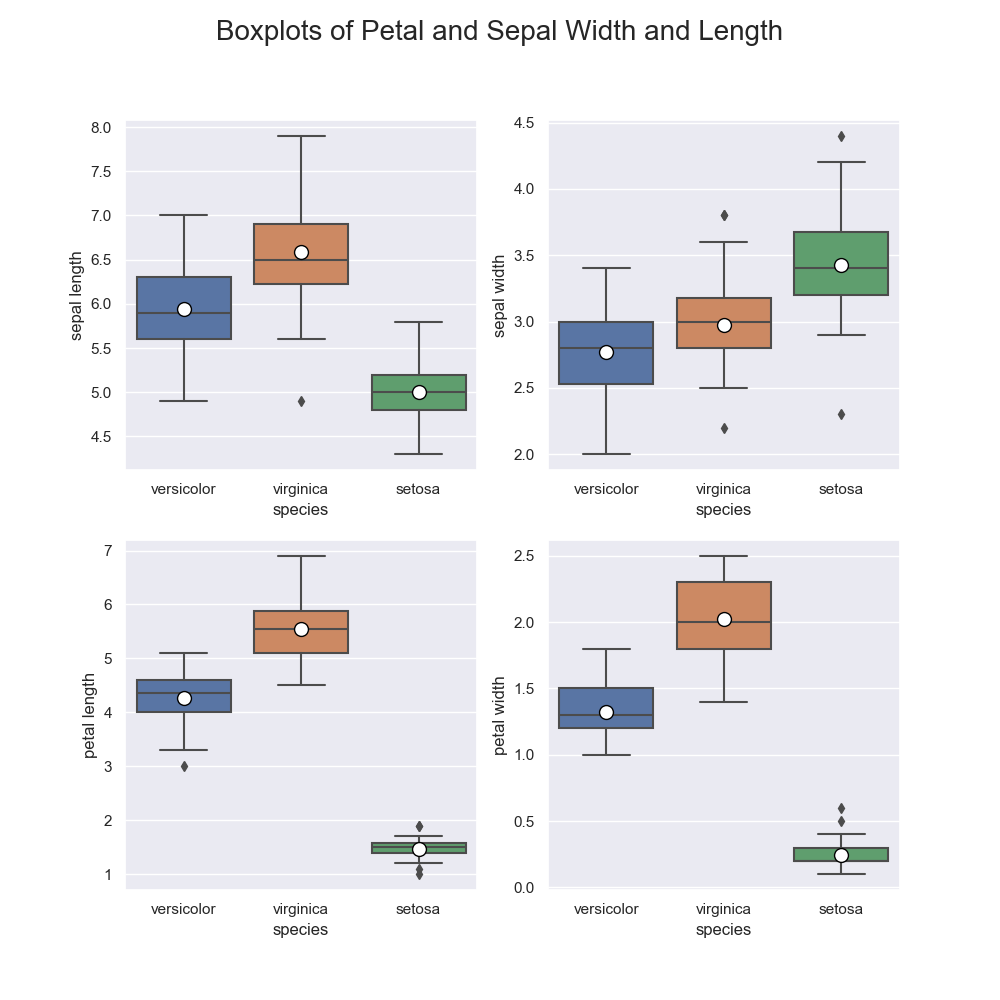 Boxplots of Petal and Sepal Width and Length
sepal length
8.0
7.5
7.0
6.5
6.0
5.5
5.0
4.5
versicolor virginica setosa
species
sepal width
4.5
4.0
3.5
3.0
2.5
2.0
versicolor virginica setosa
species
petal length
7
6
5
4
3
2
1
versicolor virginica setosa
species
petal width
2.5
2.0
1.5
1.0
0.5
0.0
versicolor virginica setosa
species